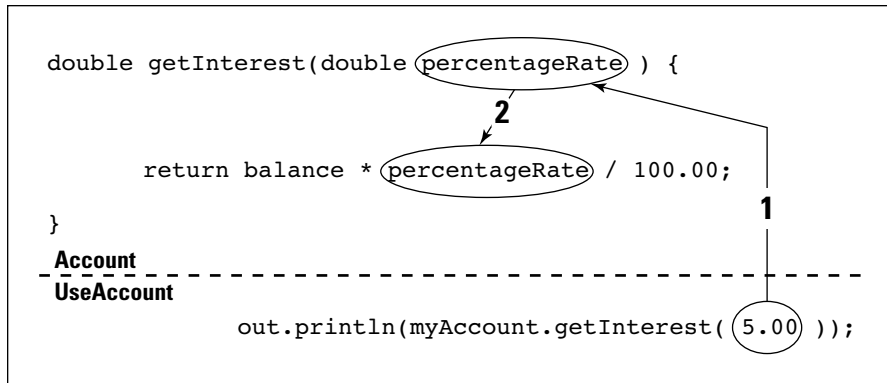 double getInterest(double percentageRate ) {
2
return balance * percentageRate / 100.00;
1
}
Account
UseAccount
out.println(myAccount.getInterest( 5.00 ));